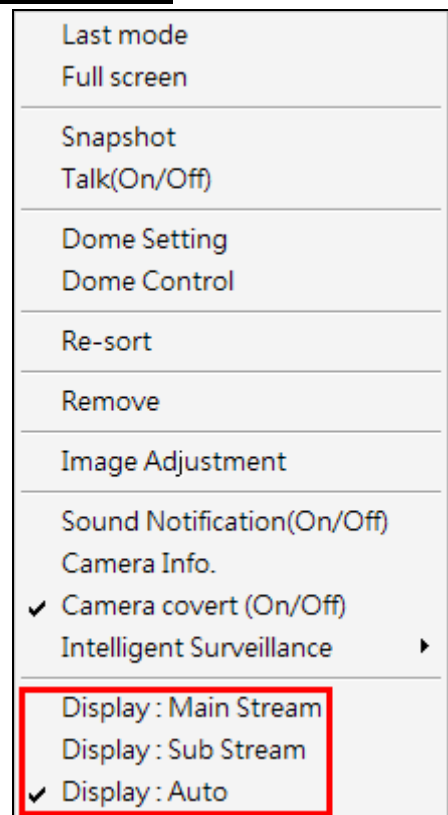 Last mode
Full screen
Snapshot
Talk(On/Off)
Dome Setting
Dome Control
Re-sort
Remove
Image Adjustment
Sound Notification(On/Off)
Camera Info.
Camera covert (On/Off)
Intelligent Surveillance
Display : Main Stream
Display : Sub Stream
Display : Auto